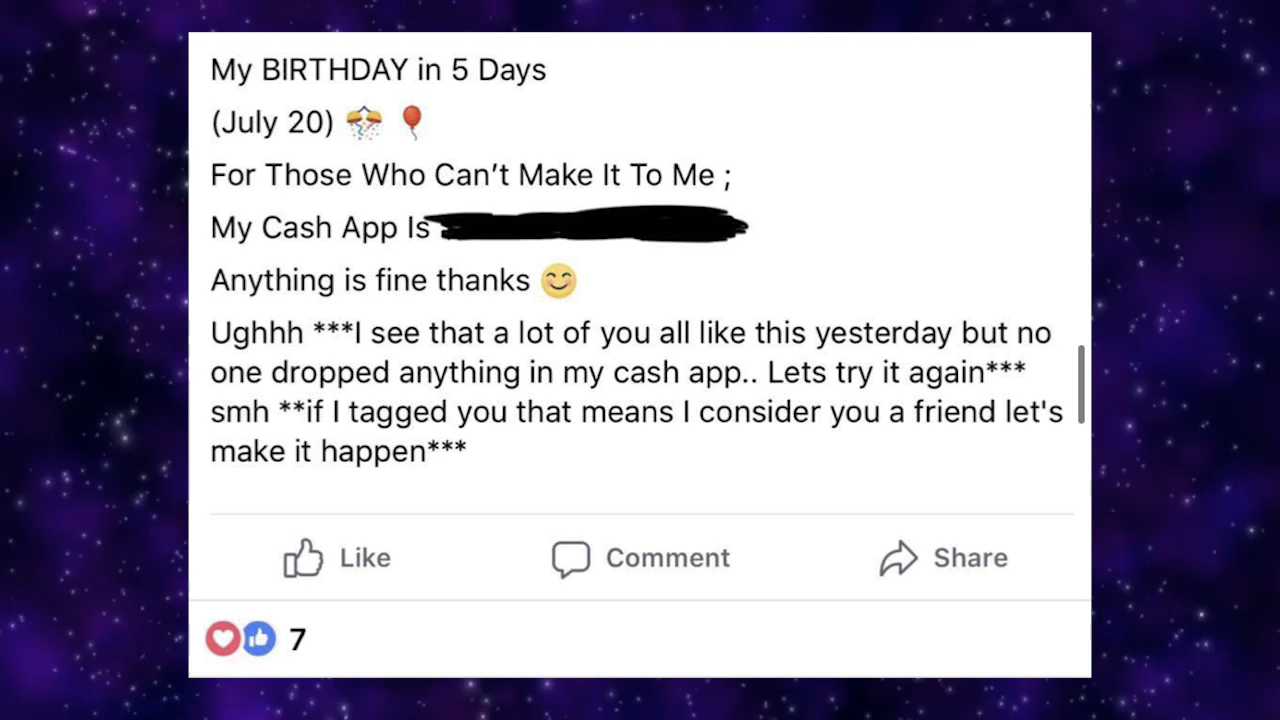 My BIRTHDAY in 5 Days
(July 20) 🎊 🎈
For Those Who Can't Make It To Me ;
My Cash App Is
Anything is fine thanks 😊
Ughhh ***I see that a lot of you all like this yesterday but no
one dropped anything in my cash app.. Lets try it again***
smh **if I tagged you that means I consider you a friend let's
make it happen***
Like Comment Share
7